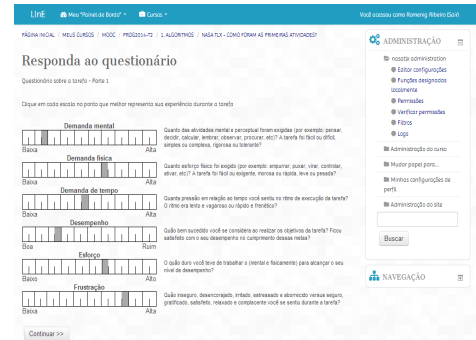 LInE Meu "Painel de Bordo" Cursos Você acessou como Romenig Ribeiro (Sair)
PÁGINA INICIAL / MEUS CURSOS / MOOC / PROG2016-T2 / 1. ALGORITMOS / NASA TLX - COMO FORAM AS PRIMEIRAS ATIVIDADES?
Responda ao questionário
Questionário sobre a tarefa - Parte 1
Clique em cada escala no ponto que melhor representa sua experiência durante a tarefa
Demanda mental
Baixa Alta
Quanto das atividades mental e perceptual foram exigidas (por exemplo: pensar,
decidir, calcular, lembrar, observar, procurar, etc)? A tarefa foi fácil ou difícil,
simples ou complexa, rigorosa ou tolerante?
Demanda física
Baixa Alta
Quanto esforço físico foi exigido (por exemplo: empurrar, puxar, virar, controlar,
ativar, etc)? A tarefa foi fácil ou exigente, morosa ou rápida, leve ou pesada?
Demanda de tempo
Baixa Alta
Quanta pressão em relação ao tempo você sentiu no ritmo de execução da tarefa?
O ritmo era lento e vagaroso ou rápido e frenético?
Desempenho
Boa Ruim
Quão bem sucedido você se considera ao realizar os objetivos da tarefa? Ficou
satisfeito com o seu desempenho no cumprimento dessas metas?
Esforço
Baixo Alto
O quão duro você teve de trabalhar o (mental e fisicamente) para alcançar o seu
nível de desempenho?
Frustração
Baixa Alta
Quão inseguro, desencorajado, irritado, estressado e aborrecido versus seguro,
gratificado, satisfeito, relaxado e complacente você se sentiu durante a tarefa?
Continuar >>
ADMINISTRAÇÃO
nasatlx administration
Editar configurações
Funções designadas
localmente
Permissões
Verificar permissões
Filtros
Logs
Administração do curso
Mudar papel para...
Minhas configurações de
perfil
Administração do site
Buscar
NAVEGAÇÃO